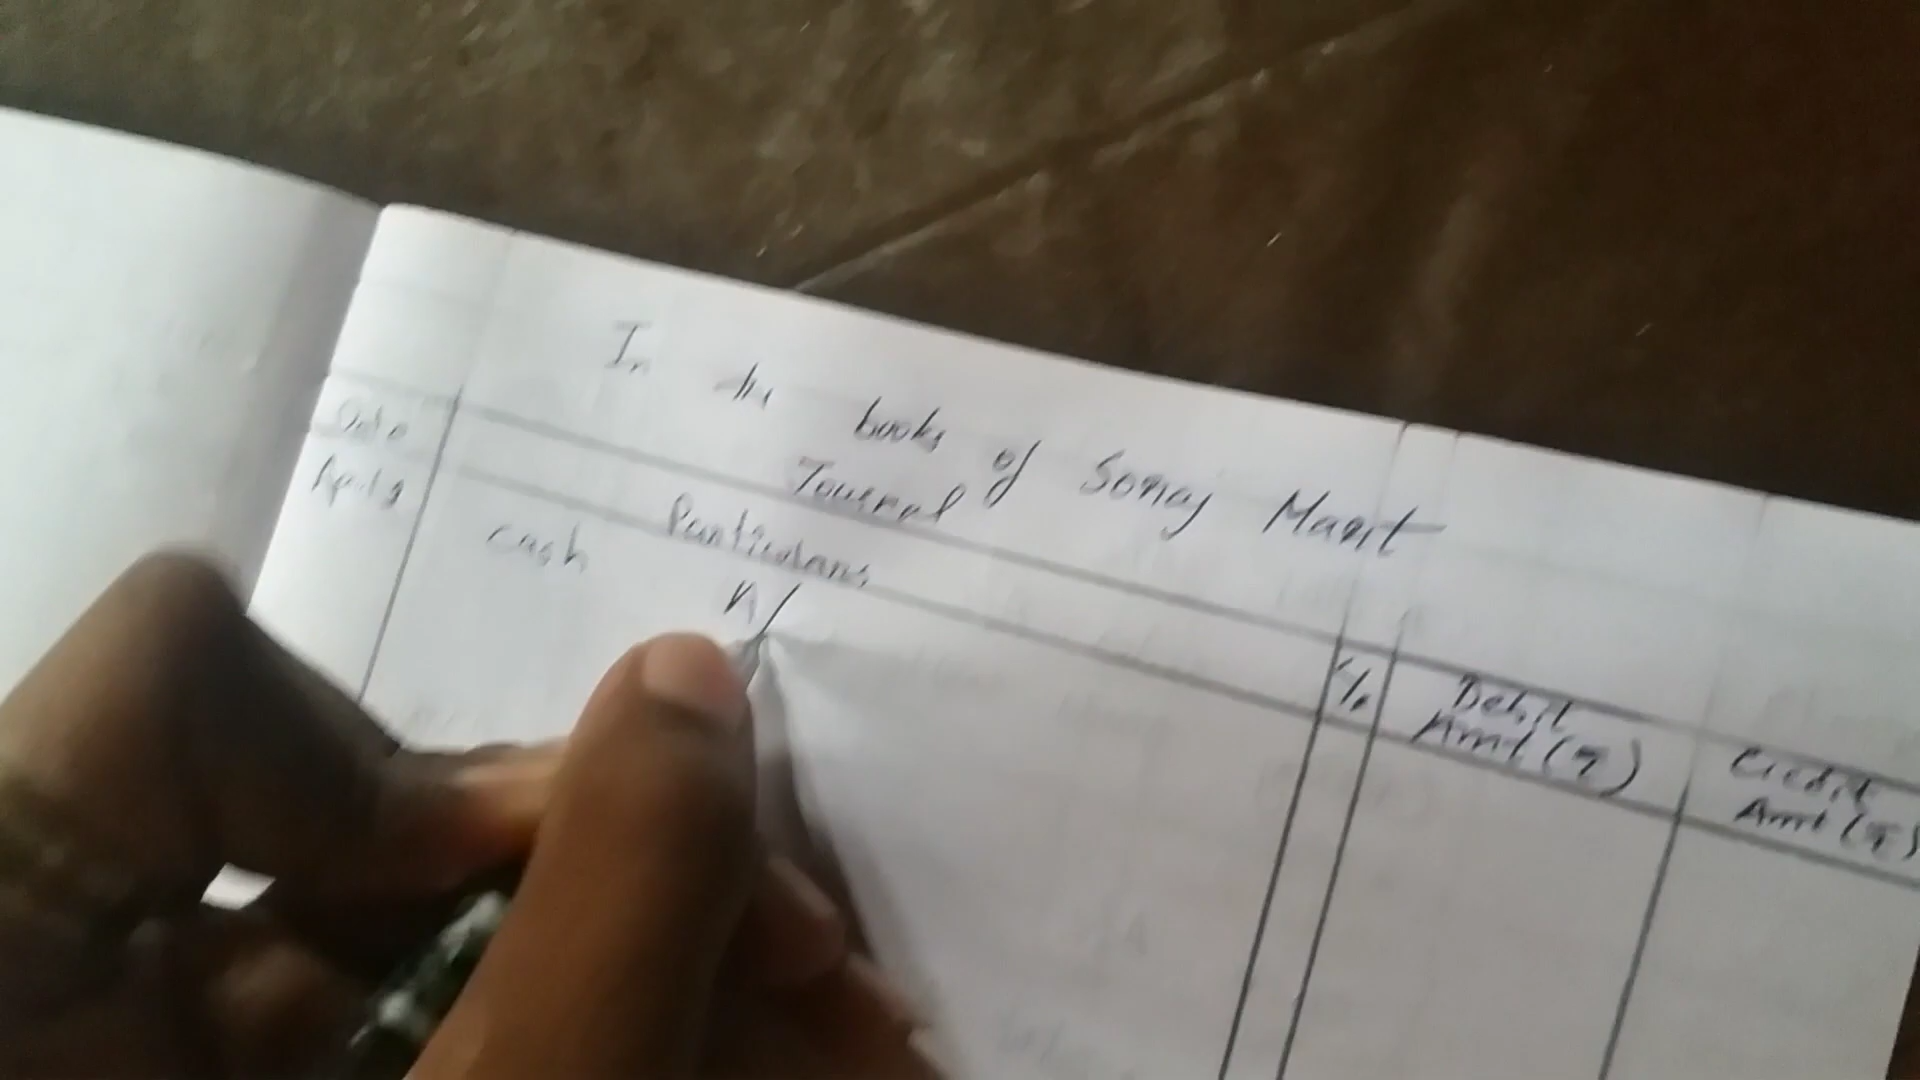 In the books of Sonaj Mart
Journal
Date
Particulars
Debit
Amt (₹)
Credit
Amt (₹)
April
cash